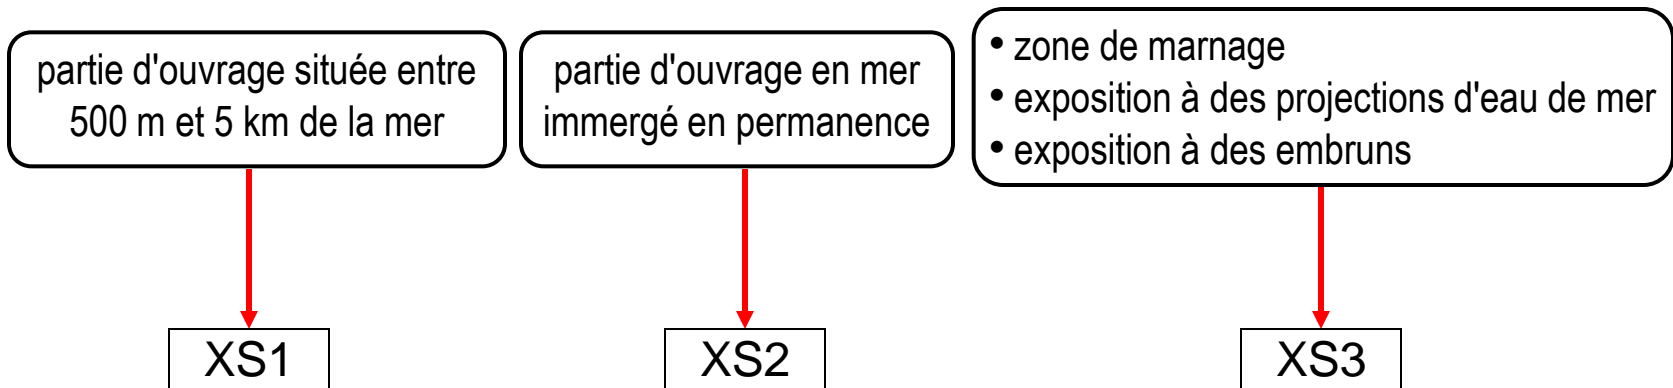 partie d'ouvrage située entre
500 m et 5 km de la mer
partie d'ouvrage en mer
immergé en permanence
• zone de marnage
• exposition à des projections d'eau de mer
• exposition à des embruns
XS1
XS2
XS3